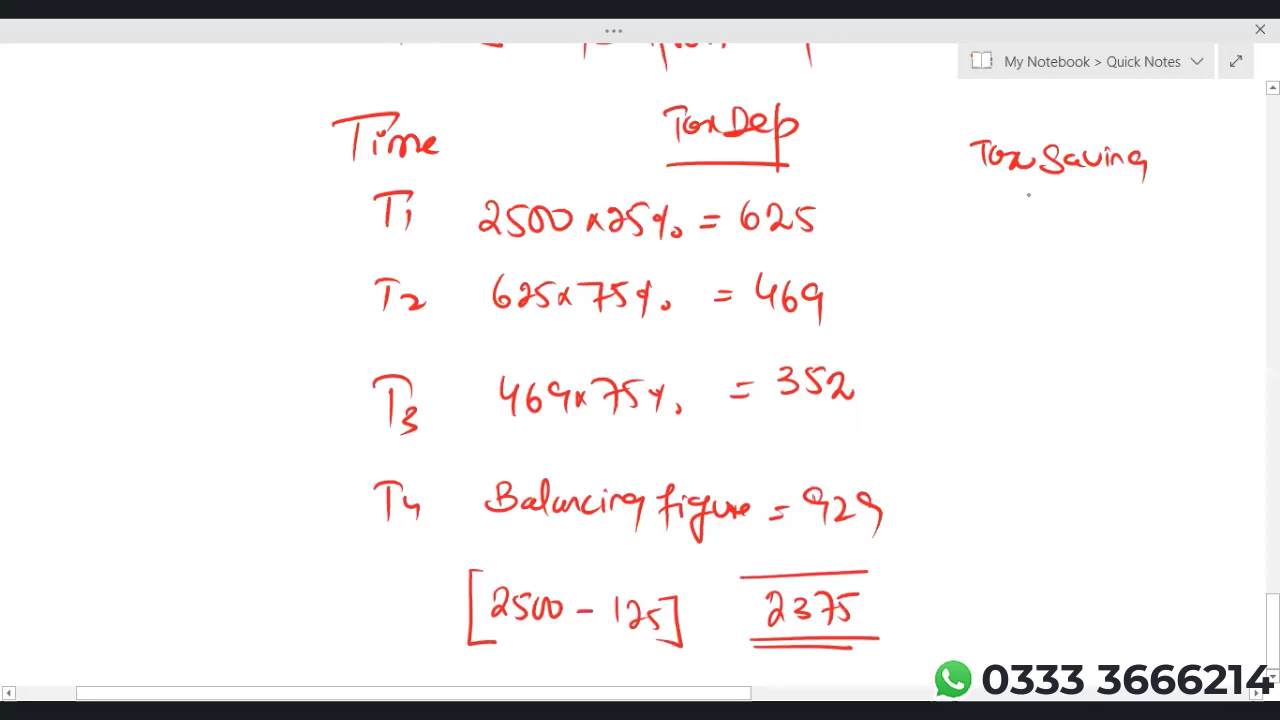 My Notebook > Quick Notes
Time Tax Dep Tax Saving
T1 2500 x 25% = 625
T2 625 x 75% = 469
T3 469 x 75% = 352
T4 Balancing figure = 929
[2500 - 125] 2375
0333 3666214